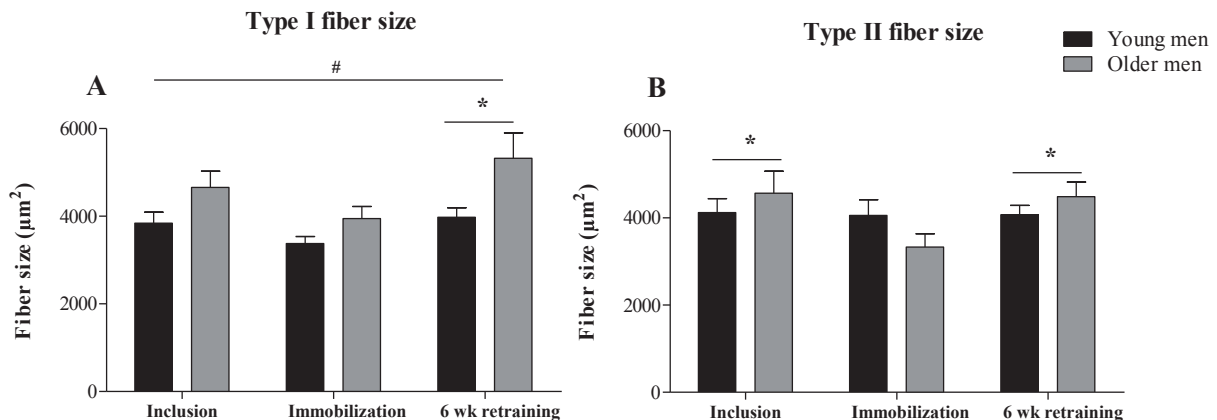 Type I fiber size
Type II fiber size
Young men
Older men
#
A
*
B
*
*
6000
4000
2000
0
Fiber size (µm²)
Inclusion
Immobilization
6 wk retraining
6000
4000
2000
0
Fiber size (µm²)
Inclusion
Immobilization
6 wk retraining